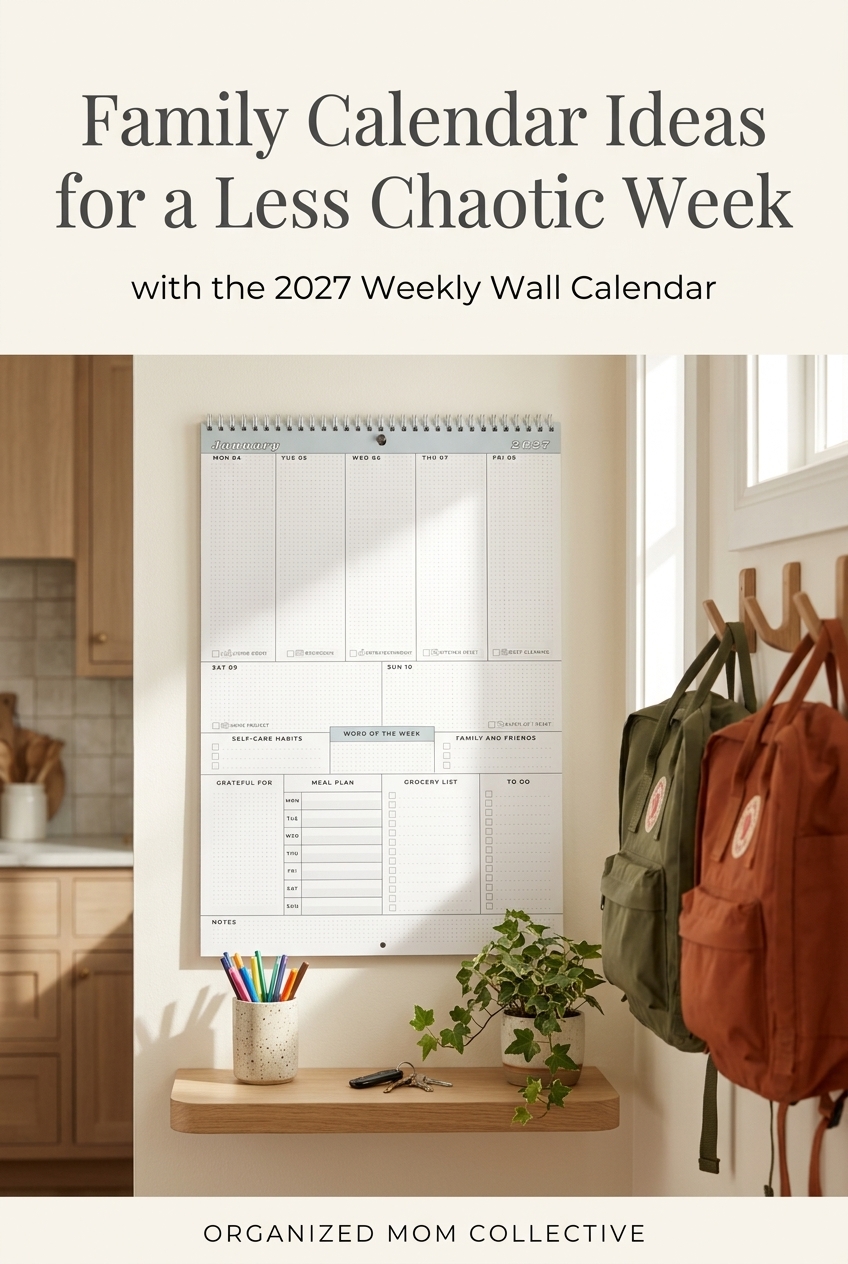 Family Calendar Ideas
for a Less Chaotic Week
with the 2027 Weekly Wall Calendar
January 2027
MON 04 TUE 05 WED 06 THU 07
SAT 09 SUN 10
SELF-CARE HABITS WORD OF THE WEEK FAMILY AND FRIENDS
GRATEFUL FOR MEAL PLAN GROCERY LIST TO DO
MON
TUE
WED
THU
FRI
SAT
SUN
NOTES
ORGANIZED MOM COLLECTIVE